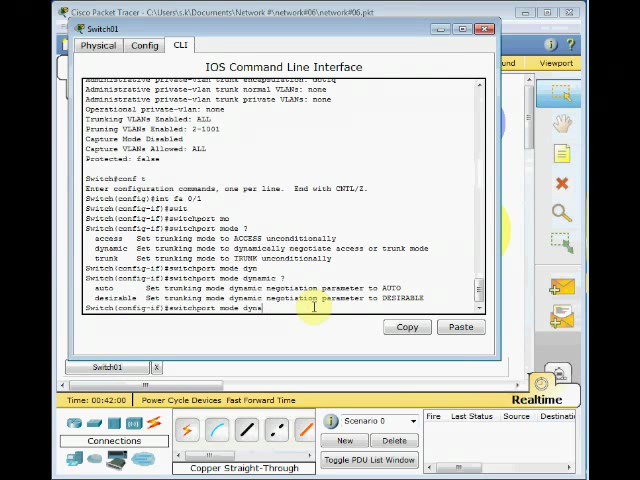 Cisco Packet Tracer - C:\Users\s.k\Documents\Network #\network#06\network#06.pkt
Switch01
Physical Config CLI
IOS Command Line Interface
Administrative private-vlan trunk encapsulation: dot1q
Administrative private-vlan trunk normal VLANs: none
Administrative private-vlan trunk private VLANs: none
Operational private-vlan: none
Trunking VLANs Enabled: ALL
Pruning VLANs Enabled: 2-1001
Capture Mode Disabled
Capture VLANs Allowed: ALL
Protected: false
Switch#conf t
Enter configuration commands, one per line. End with CNTL/Z.
Switch(config)#int fa 0/1
Switch(config-if)#swit
Switch(config-if)#switchport mo
Switch(config-if)#switchport mode ?
access Set trunking mode to ACCESS unconditionally
dynamic Set trunking mode to dynamically negotiate access or trunk mode
trunk Set trunking mode to TRUNK unconditionally
Switch(config-if)#switchport mode dyn
Switch(config-if)#switchport mode dynamic ?
auto Set trunking mode dynamic negotiation parameter to AUTO
desirable Set trunking mode dynamic negotiation parameter to DESIRABLE
Switch(config-if)#switchport mode dyna
Copy Paste
ound Viewport
Switch01 X
Time: 00:42:00 Power Cycle Devices Fast Forward Time
Realtime
Connections
Copper Straight-Through
Scenario 0
New Delete
Toggle PDU List Window
Fire Last Status Source Destinati